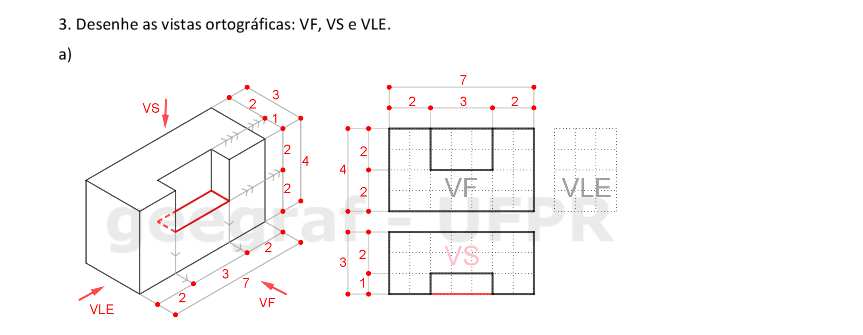 3. Desenhe as vistas ortográficas: VF, VS e VLE.
a)
VS
3
2
1
2
4
2
2
3
7
2
VLE
VF
7
2 3 2
2
4
2
VF
VLE
geegraf - UFPR
2
3
1
VS